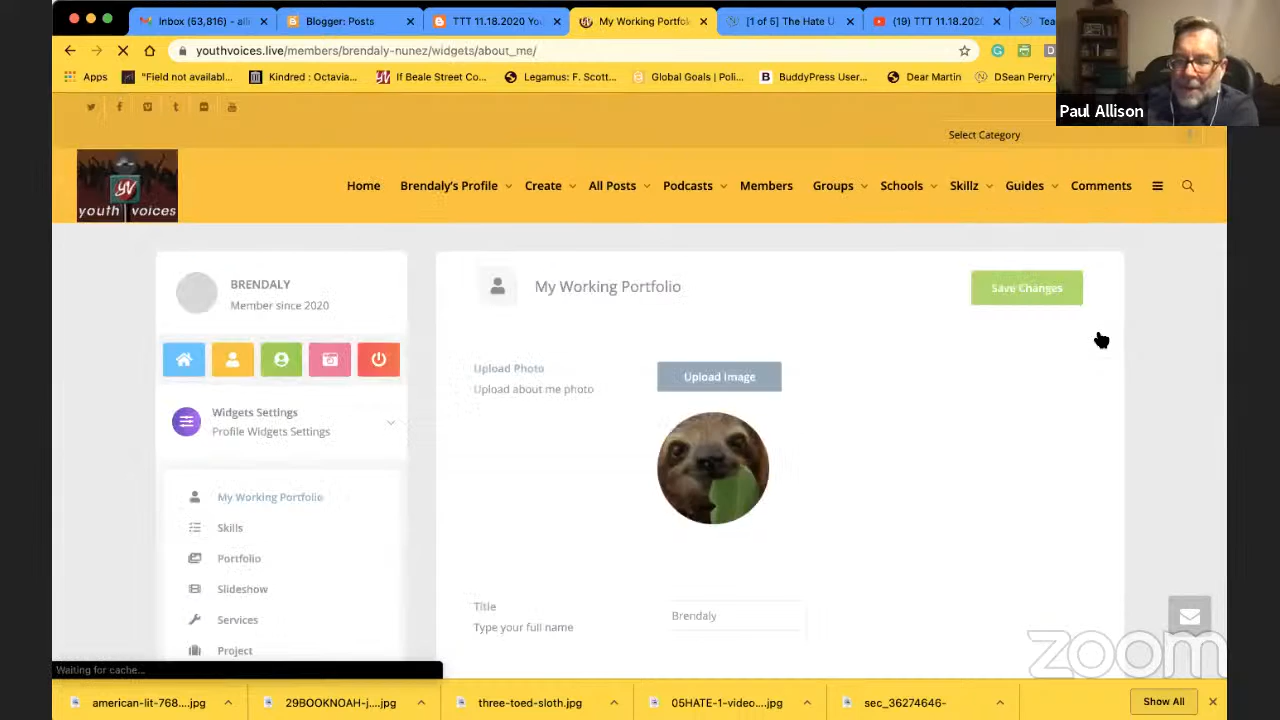 Inbox (53,816) - alli
Blogger: Posts
TTT 11.18.2020 You
My Working Portfoli
[1 of 5] The Hate U
(19) TTT 11.18.202
Tea
youthvoices.live/members/brendaly-nunez/widgets/about_me/
Apps
"Field not availabl...
Kindred : Octavia...
If Beale Street Co...
Legamus: F. Scott...
Global Goals | Poli...
BuddyPress User...
Dear Martin
DSean Perry'
Paul Allison
Select Category
YV
youth voices
Home
Brendaly's Profile
Create
All Posts
Podcasts
Members
Groups
Schools
Skillz
Guides
Comments
BRENDALY
Member since 2020
My Working Portfolio
Save Changes
Upload Photo
Upload about me photo
Upload Image
Widgets Settings
Profile Widgets Settings
My Working Portfolio
Skills
Portfolio
Slideshow
Services
Project
Title
Type your full name
Brendaly
zoom
Waiting for cache...
american-lit-768....jpg
29BOOKNOAH-j....jpg
three-toed-sloth.jpg
05HATE-1-video....jpg
sec_36274646-
Show All